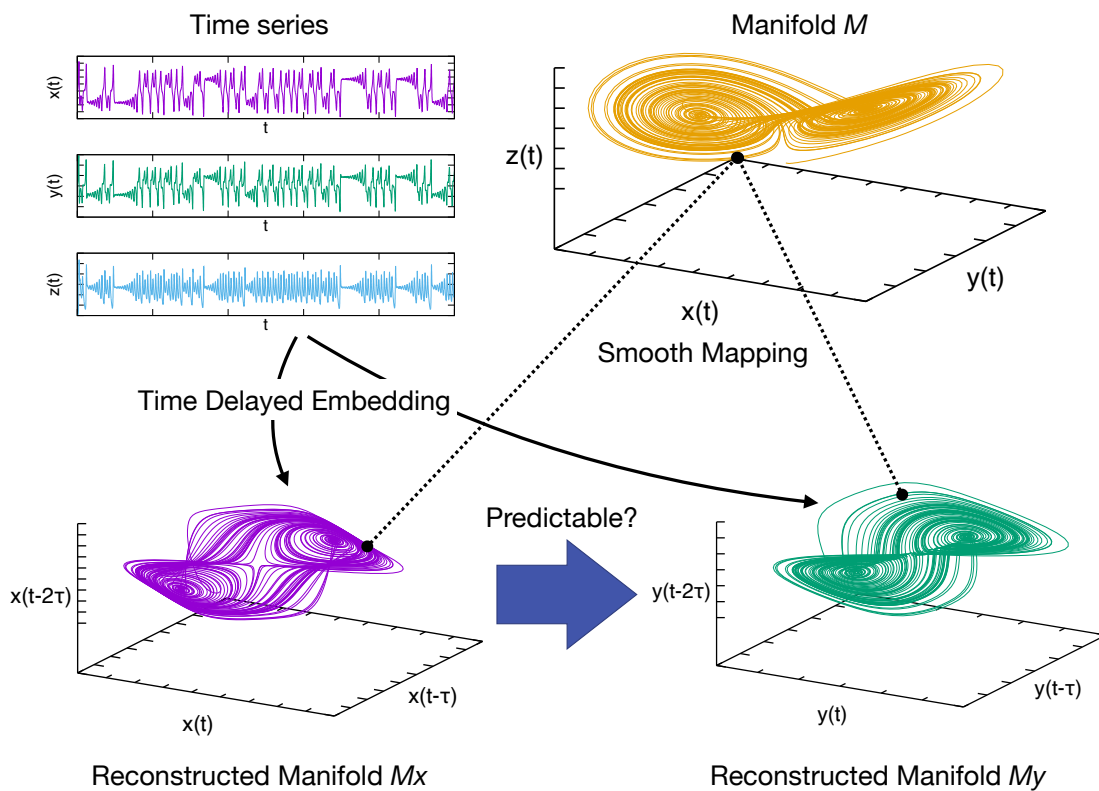 Time series
Manifold M
x(t)
t
y(t)
t
z(t)
t
z(t)
x(t)
y(t)
Smooth Mapping
Time Delayed Embedding
Predictable?
x(t-2τ)
x(t)
x(t-τ)
y(t-2τ)
y(t)
y(t-τ)
Reconstructed Manifold Mx
Reconstructed Manifold My